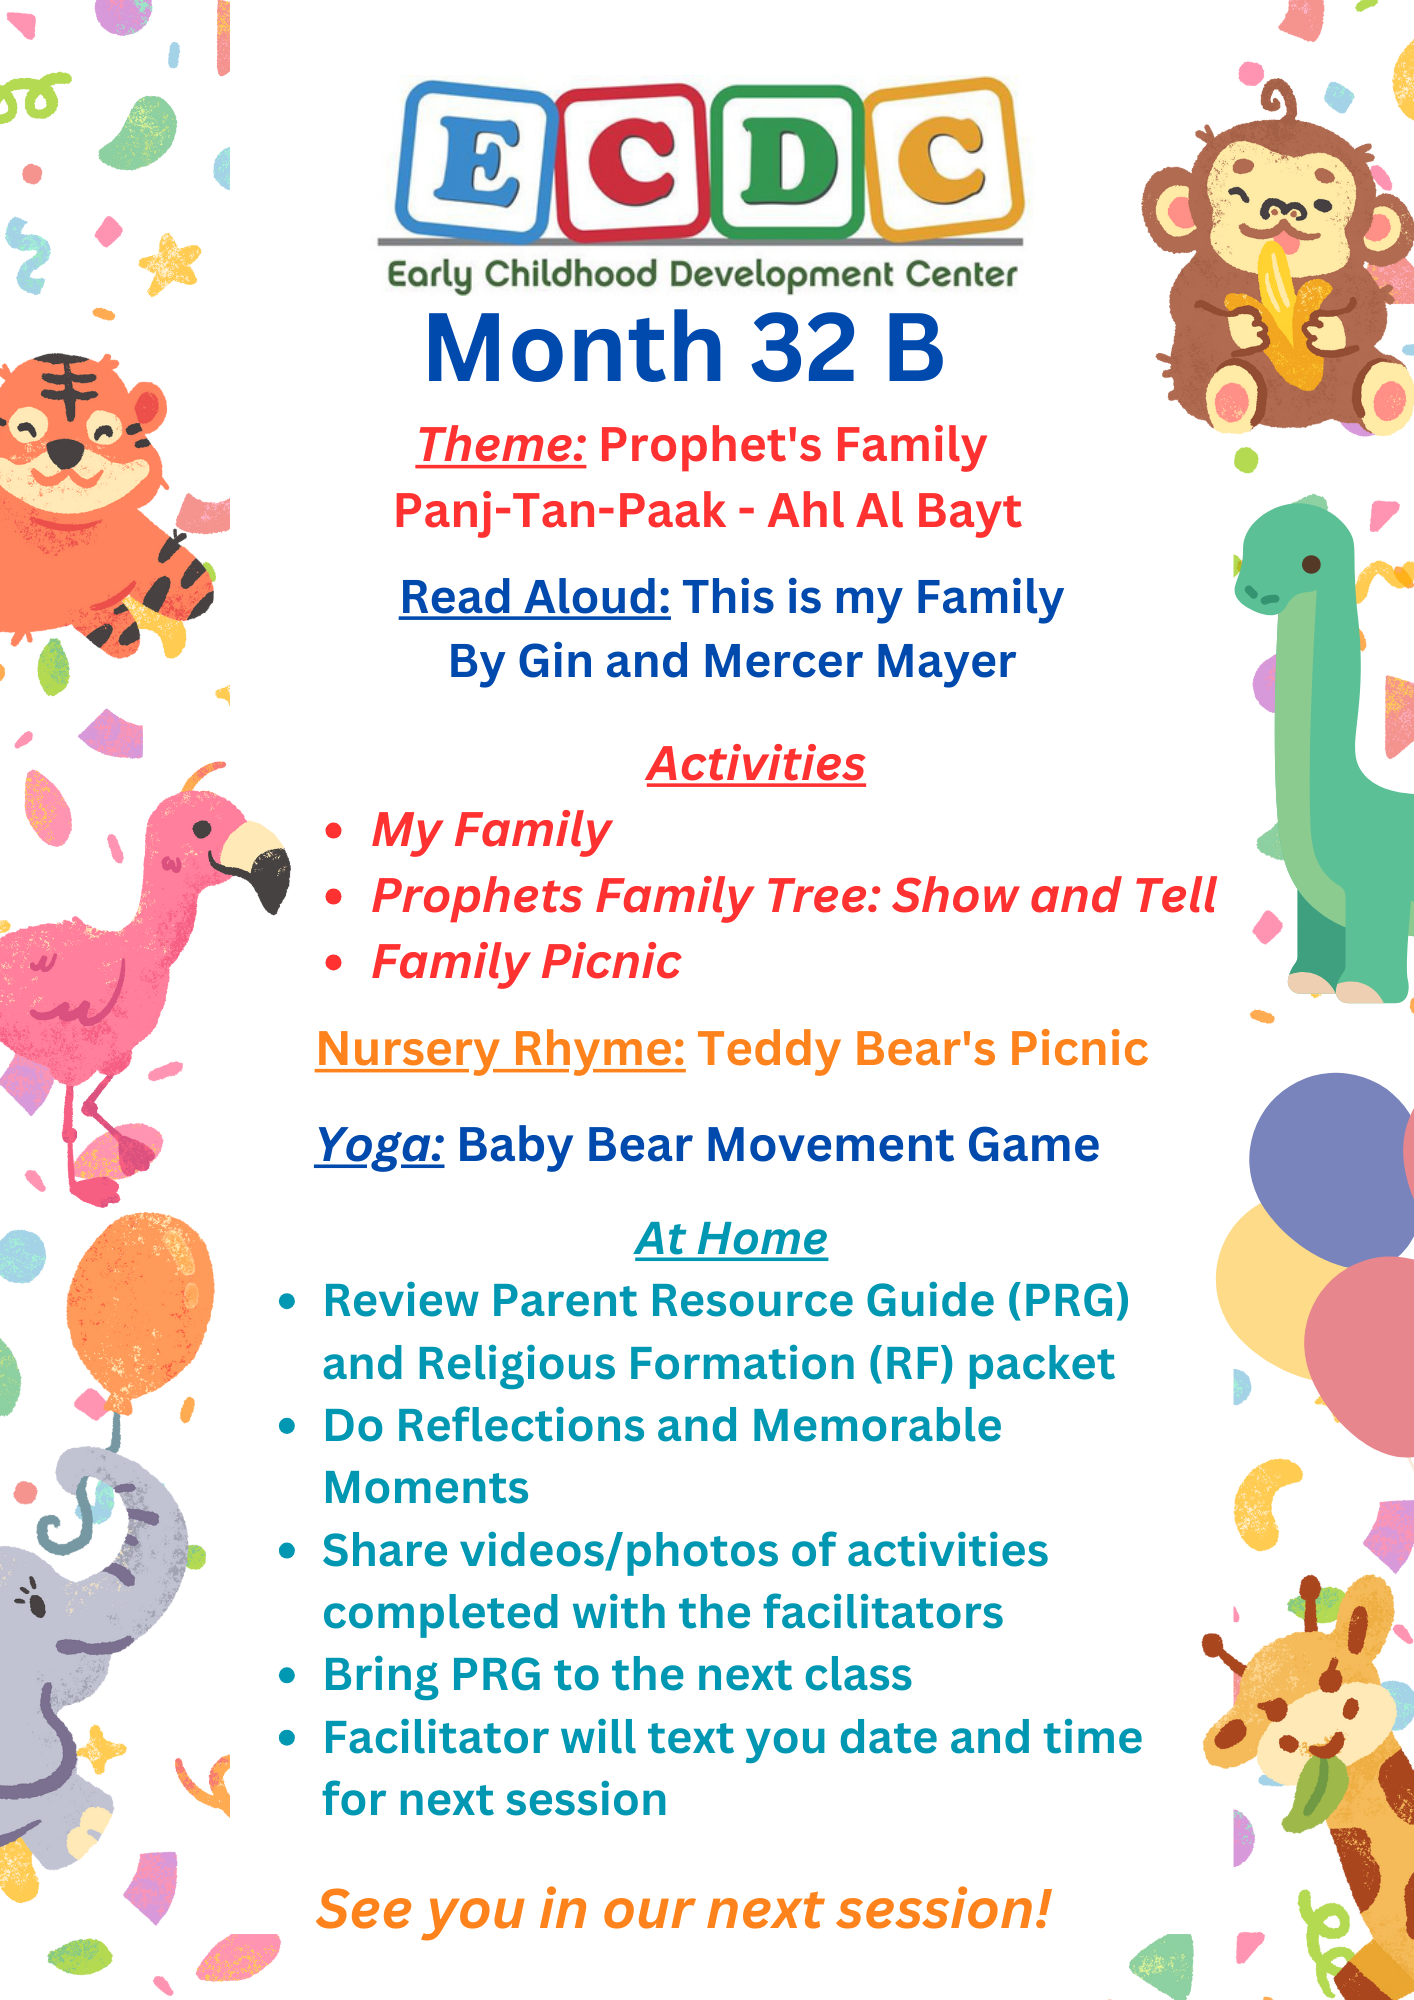 E C D C
Early Childhood Development Center
Month 32 B
Theme: Prophet's Family
Panj-Tan-Paak - Ahl Al Bayt
Read Aloud: This is my Family
By Gin and Mercer Mayer
Activities
• My Family
• Prophets Family Tree: Show and Tell
• Family Picnic
Nursery Rhyme: Teddy Bear's Picnic
Yoga: Baby Bear Movement Game
At Home
• Review Parent Resource Guide (PRG)
and Religious Formation (RF) packet
• Do Reflections and Memorable
Moments
• Share videos/photos of activities
completed with the facilitators
• Bring PRG to the next class
• Facilitator will text you date and time
for next session
See you in our next session!